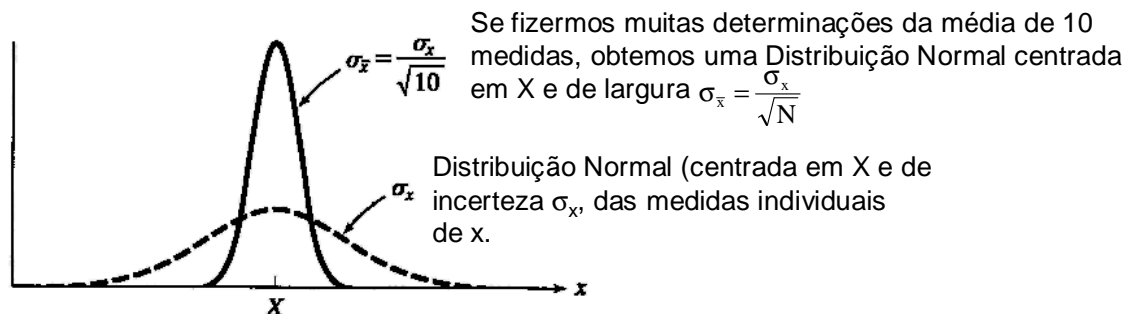 Se fizermos muitas determinações da média de 10
medidas, obtemos uma Distribuição Normal centrada
em X e de largura σx̄ = σx/√N
σx̄ = σx/√10
Distribuição Normal (centrada em X e de
incerteza σx, das medidas individuais
de x.
σx
X
x